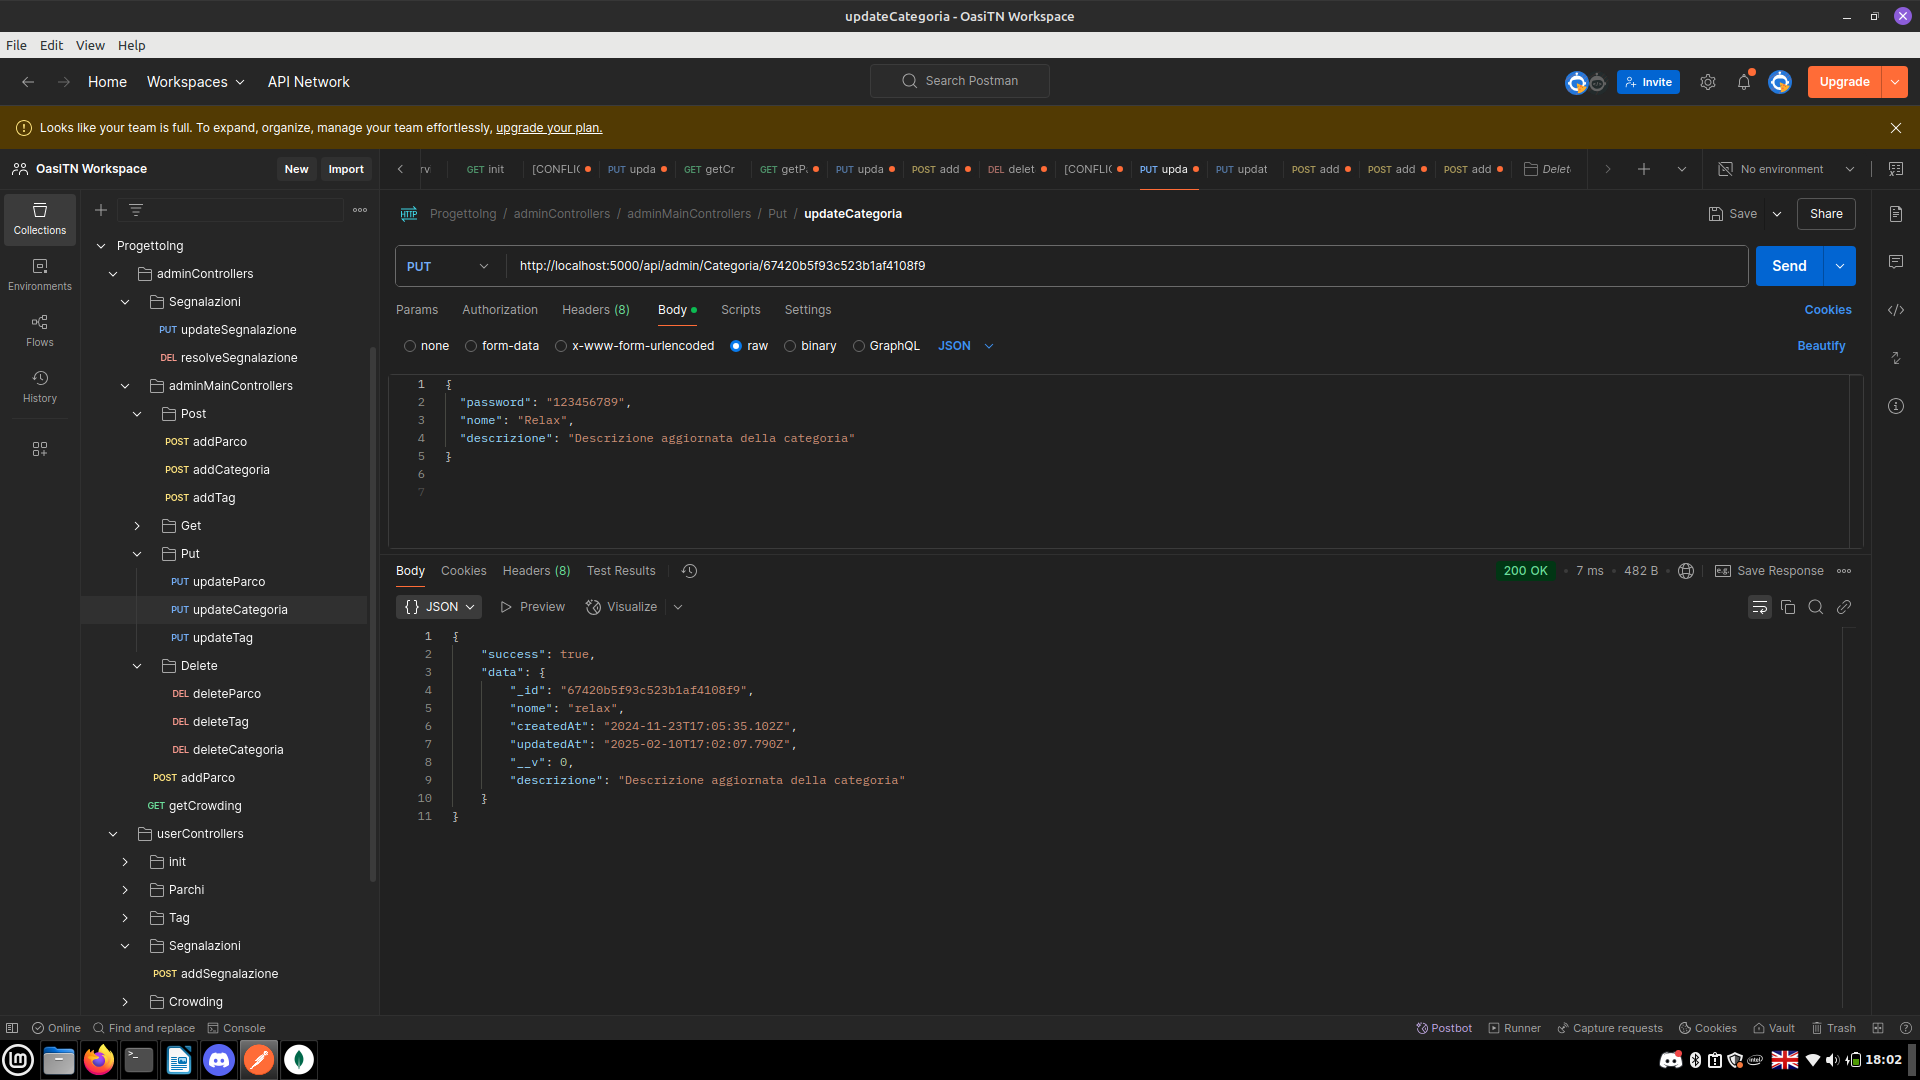 updateCategoria - OasiTN Workspace
File Edit View Help
Home Workspaces API Network Search Postman Invite Upgrade
Looks like your team is full. To expand, organize, manage your team effortlessly, upgrade your plan.
OasiTN Workspace New Import
rv GET init [CONFLIC PUT upda GET getCr GET getP. PUT upda POST add DEL delet [CONFLIC PUT upda PUT updat POST add POST add POST add Delet No environment
Collections
Environments
Flows
History
ProgettoIng
adminControllers
Segnalazioni
PUT updateSegnalazione
DEL resolveSegnalazione
adminMainControllers
Post
POST addParco
POST addCategoria
POST addTag
Get
Put
PUT updateParco
PUT updateCategoria
PUT updateTag
Delete
DEL deleteParco
DEL deleteTag
DEL deleteCategoria
POST addParco
GET getCrowding
userControllers
init
Parchi
Tag
Segnalazioni
POST addSegnalazione
Crowding
HTTP ProgettoIng / adminControllers / adminMainControllers / Put / updateCategoria Save Share
PUT http://localhost:5000/api/admin/Categoria/67420b5f93c523b1af4108f9 Send
Params Authorization Headers (8) Body Scripts Settings Cookies
none form-data x-www-form-urlencoded raw binary GraphQL JSON Beautify
1 {
2 "password": "123456789",
3 "nome": "Relax",
4 "descrizione": "Descrizione aggiornata della categoria"
5 }
6
7
Body Cookies Headers (8) Test Results 200 OK 7 ms 482 B e.g. Save Response
{} JSON Preview Visualize
1 {
2 "success": true,
3 "data": {
4 "_id": "67420b5f93c523b1af4108f9",
5 "nome": "relax",
6 "createdAt": "2024-11-23T17:05:35.102Z",
7 "updatedAt": "2025-02-10T17:02:07.790Z",
8 "__v": 0,
9 "descrizione": "Descrizione aggiornata della categoria"
10 }
11 }
Online Find and replace Console Postbot Runner Capture requests Cookies Vault Trash
18:02